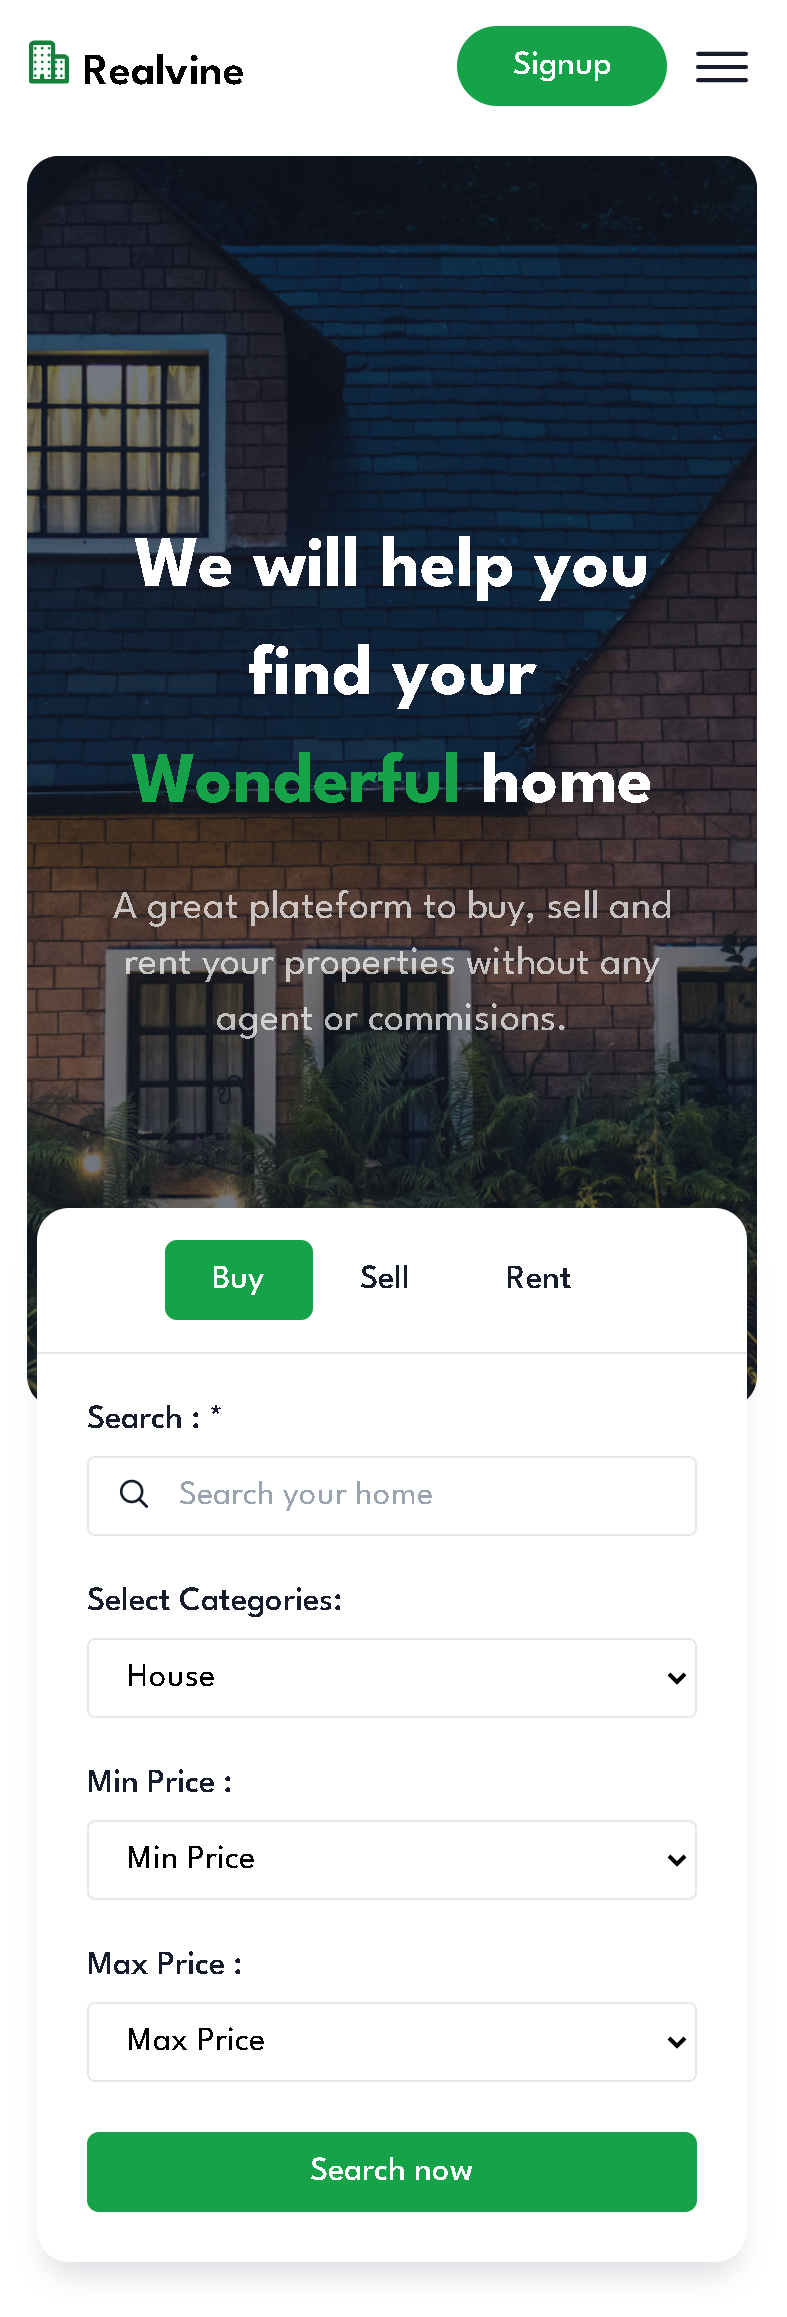 Realvine
Signup
We will help you
find your
Wonderful home
A great plateform to buy, sell and
rent your properties without any
agent or commisions.
Buy Sell Rent
Search : *
Search your home
Select Categories:
House
Min Price :
Min Price
Max Price :
Max Price
Search now